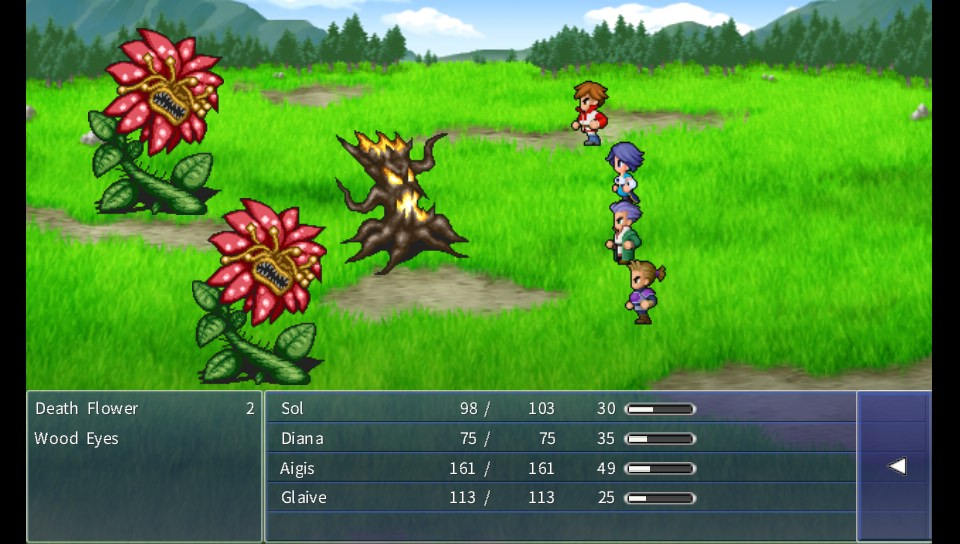 Death Flower 2
Wood Eyes
Sol 98 / 103 30
Diana 75 / 75 35
Aigis 161 / 161 49
Glaive 113 / 113 25